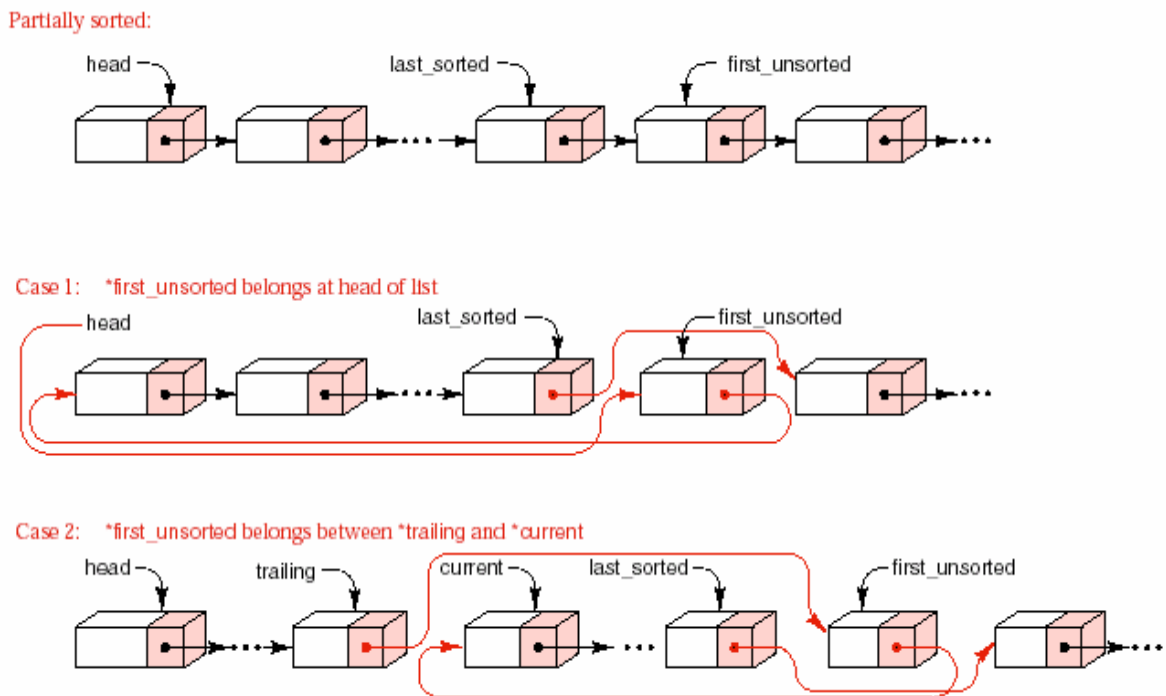 Partially sorted:
head last_sorted first_unsorted
Case 1: *first_unsorted belongs at head of list
head last_sorted first_unsorted
Case 2: *first_unsorted belongs between *trailing and *current
head trailing current last_sorted first_unsorted